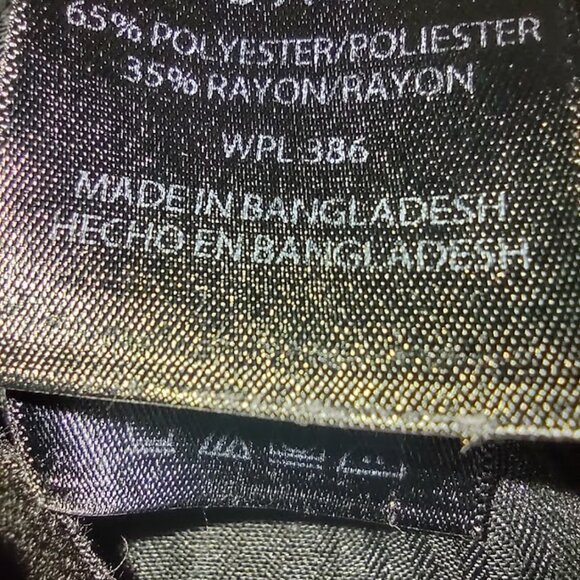 65% POLYESTER/POLIESTER
35% RAYON/RAYON
WPL 386
MADE IN BANGLADESH
HECHO EN BANGLADESH